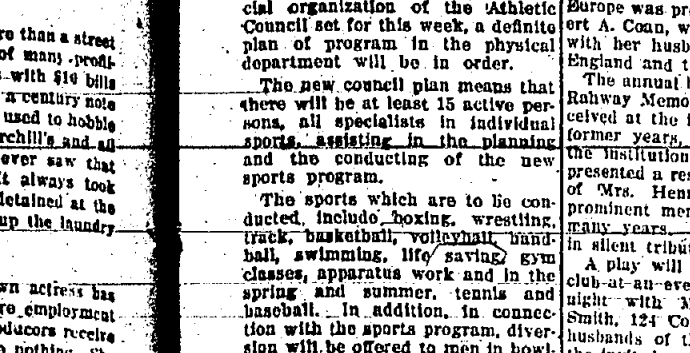 re than a street
of many profi-
s with $10 bills
a century note
used to hobble
rchill's and all
ever saw that
it always took
detained at the
up the laundry
wn actress has
re employment
oducors receive
nothing.
cial organization of the Athletic
Council set for this week, a definite
plan of program in the physical
department will be in order.
The new council plan means that
there will be at least 15 active per-
sons, all specialists in individual
sports, assisting in the planning
and the conducting of the new
sports program.
The sports which are to be con-
ducted, include boxing, wrestling,
track, basketball, volleyball, hand-
ball, swimming, life saving, gym
classes, apparatus work and in the
spring and summer, tennis and
baseball. In addition, in connec-
tion with the sports program, diver-
sion will be offered to men in bowl-
Europe was pr
ert A. Coan, w
with her husb
England and t
The annual
Rahway Memo
ceived at the
former years,
the institution
presented a res
of Mrs. Henr
prominent mem
many years.
in silent tribut
A play will
club at an eve
night with
Smith, 124 Co
husbands of t